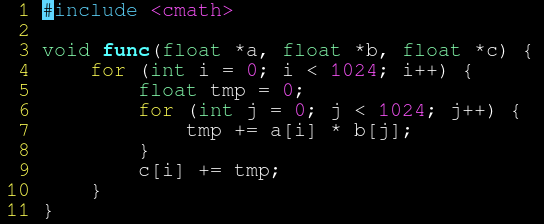 1 #include <cmath>
2
3 void func(float *a, float *b, float *c) {
4     for (int i = 0; i < 1024; i++) {
5         float tmp = 0;
6         for (int j = 0; j < 1024; j++) {
7             tmp += a[i] * b[j];
8         }
9         c[i] += tmp;
10     }
11 }